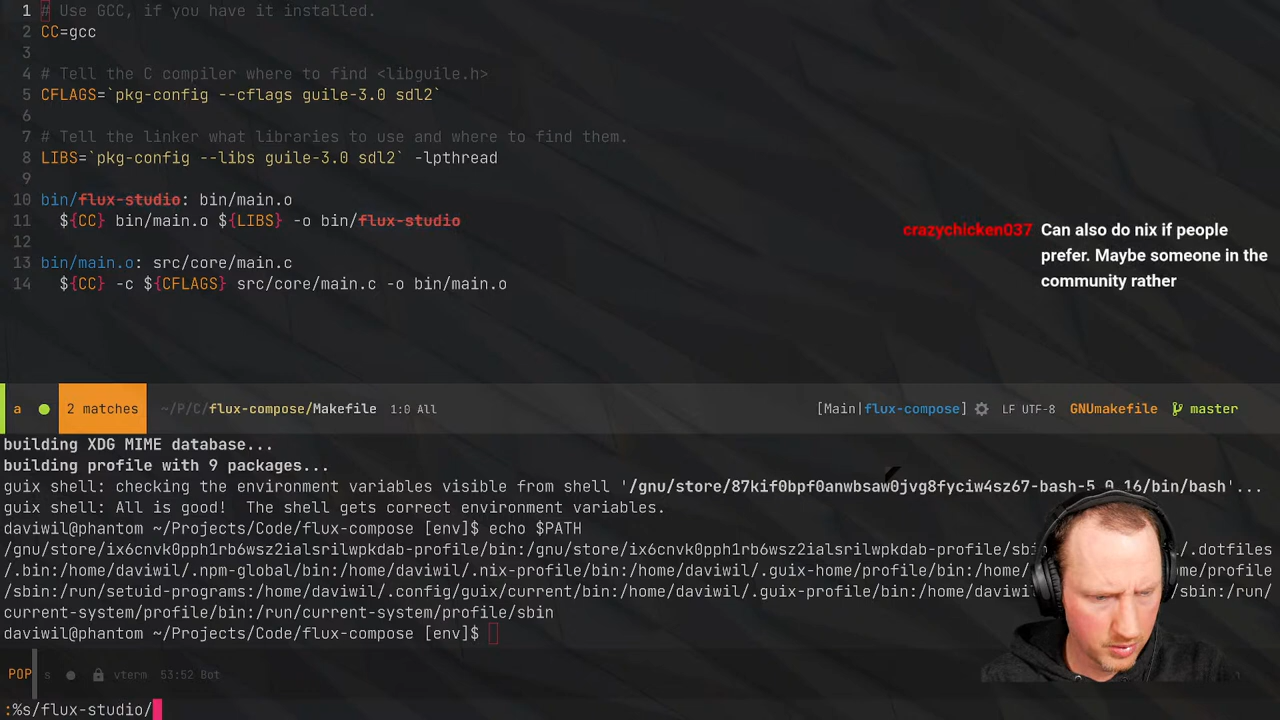 1 # Use GCC, if you have it installed.
2 CC=gcc
3
4 # Tell the C compiler where to find <libguile.h>
5 CFLAGS=`pkg-config --cflags guile-3.0 sdl2`
6
7 # Tell the linker what libraries to use and where to find them.
8 LIBS=`pkg-config --libs guile-3.0 sdl2` -lpthread
9
10 bin/flux-studio: bin/main.o
11 ${CC} bin/main.o ${LIBS} -o bin/flux-studio
12
13 bin/main.o: src/core/main.c
14 ${CC} -c ${CFLAGS} src/core/main.c -o bin/main.o
crazychicken037 Can also do nix if people
prefer. Maybe someone in the
community rather
a 2 matches ~/P/C/flux-compose/Makefile 1:0 All [Main|flux-compose] LF UTF-8 GNUmakefile master
building XDG MIME database...
building profile with 9 packages...
guix shell: checking the environment variables visible from shell '/gnu/store/87kif0bpf0anwbsaw0jvg8fyciw4sz67-bash-5.0.16/bin/bash'...
guix shell: All is good! The shell gets correct environment variables.
daviwil@phantom ~/Projects/Code/flux-compose [env]$ echo $PATH
/gnu/store/ix6cnvk0pph1rb6wsz2ialsrilwpkdab-profile/bin:/gnu/store/ix6cnvk0pph1rb6wsz2ialsrilwpkdab-profile/sbi /.dotfiles
/.bin:/home/daviwil/.npm-global/bin:/home/daviwil/.nix-profile/bin:/home/daviwil/.guix-home/profile/bin:/home/ me/profile
/sbin:/run/setuid-programs:/home/daviwil/.config/guix/current/bin:/home/daviwil/.guix-profile/bin:/home/daviwi sbin:/run/
current-system/profile/bin:/run/current-system/profile/sbin
daviwil@phantom ~/Projects/Code/flux-compose [env]$
POP s vterm 53:52 Bot
:%s/flux-studio/